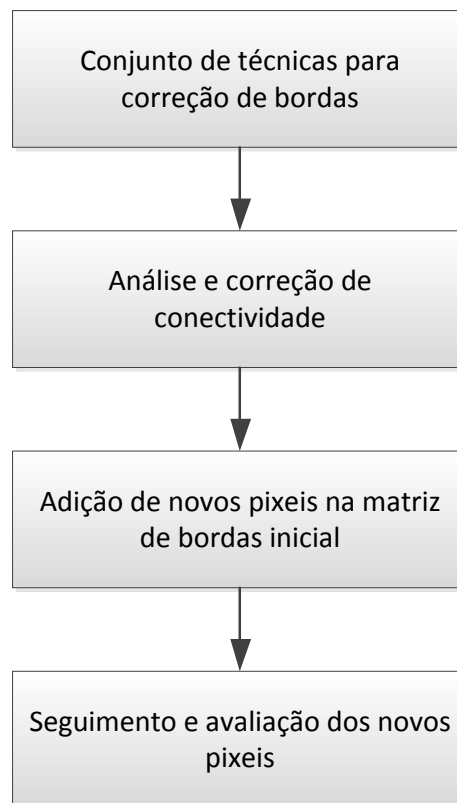 Conjunto de técnicas para
correção de bordas
Análise e correção de
conectividade
Adição de novos pixeis na matriz
de bordas inicial
Seguimento e avaliação dos novos
pixeis